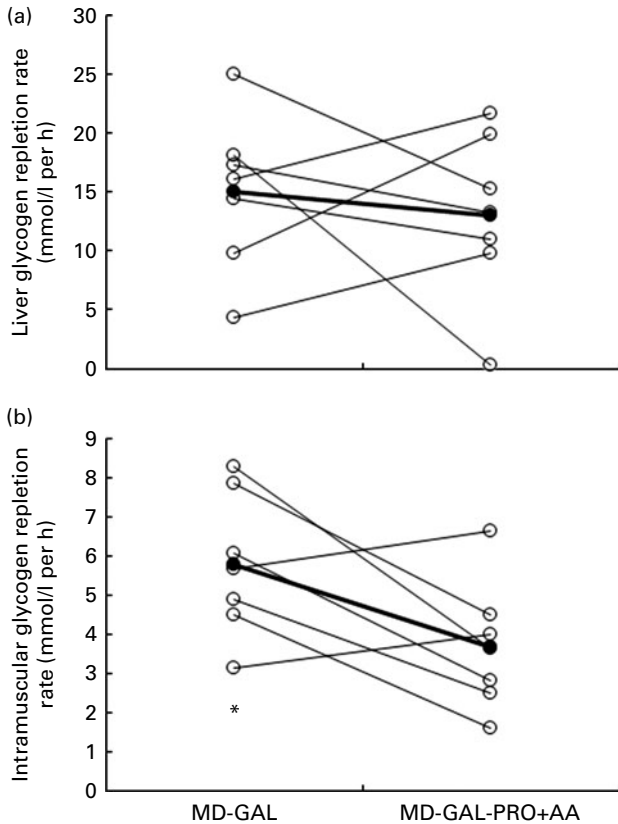 (a)
Liver glycogen repletion rate
(mmol/l per h)
30
25
20
15
10
5
0
(b)
Intramuscular glycogen repletion
rate (mmol/l per h)
9
8
7
6
5
4
3
2
1
0
*
MD-GAL
MD-GAL-PRO+AA